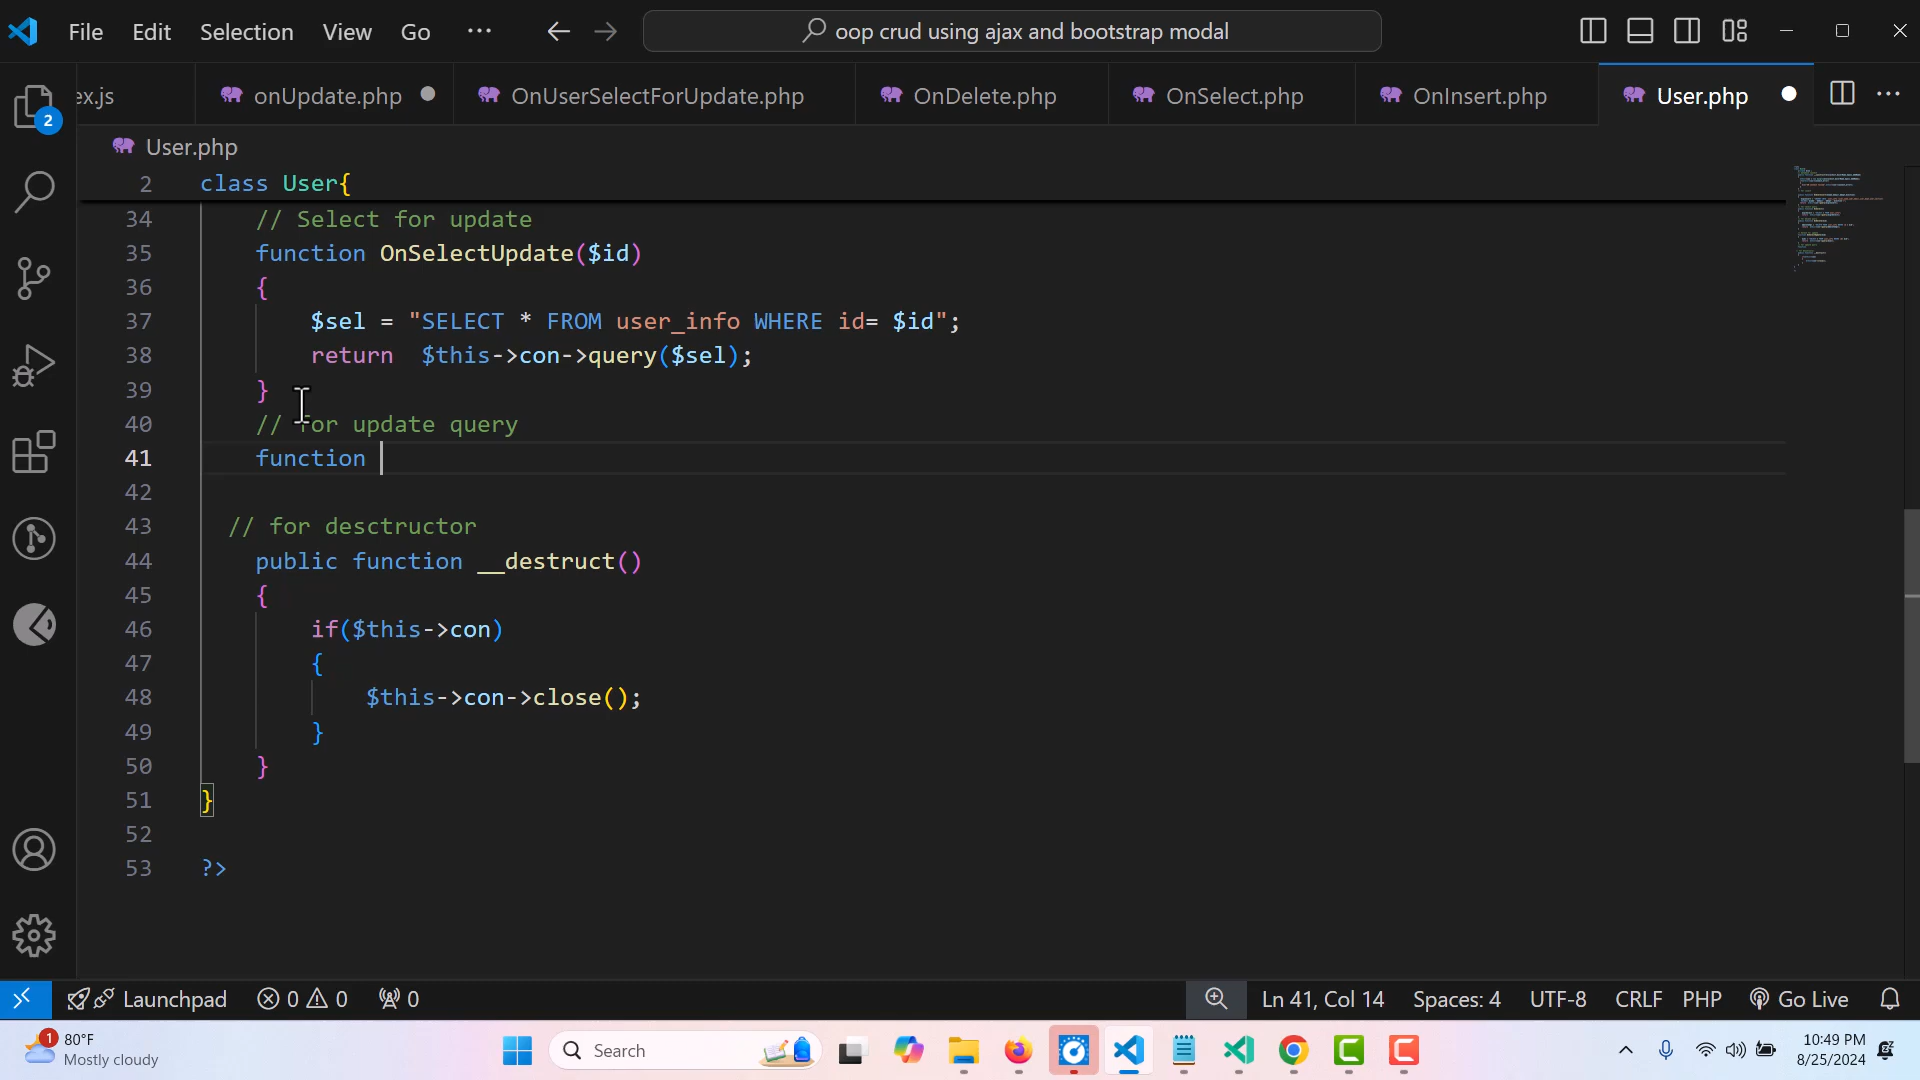 File Edit Selection View Go ··· oop crud using ajax and bootstrap modal
ex.js onUpdate.php OnUserSelectForUpdate.php OnDelete.php OnSelect.php OnInsert.php User.php
2
User.php
2 class User{
34 // Select for update
35 function OnSelectUpdate($id)
36 {
37 $sel = "SELECT * FROM user_info WHERE id= $id";
38 return $this->con->query($sel);
39 }
40 // for update query
41 function
42
43 // for desctructor
44 public function __destruct()
45 {
46 if($this->con)
47 {
48 $this->con->close();
49 }
50 }
51 }
52
53 ?>
Launchpad 0 0 0 Ln 41, Col 14 Spaces: 4 UTF-8 CRLF PHP Go Live
1 80°F
Mostly cloudy
Search
10:49 PM
8/25/2024